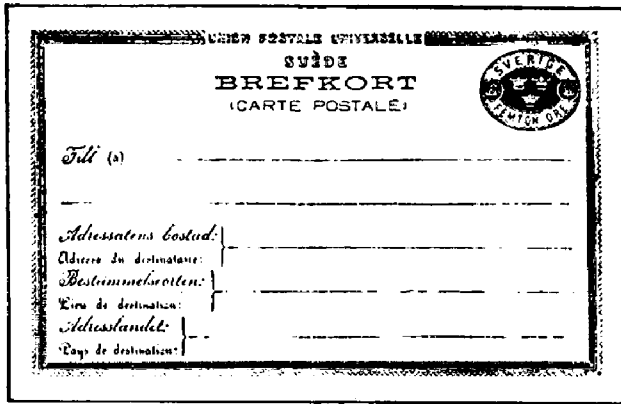 UNION POSTALE UNIVERSELLE
SUÈDE
BREFKORT
(CARTE POSTALE)
SVERIGE
FEMTON ÖRE
Till (a)
Adressatens bostad:
Adresse du destinataire:
Bestämmelseorten:
Lieu de destination:
Adresslandet:
Pays de destination: